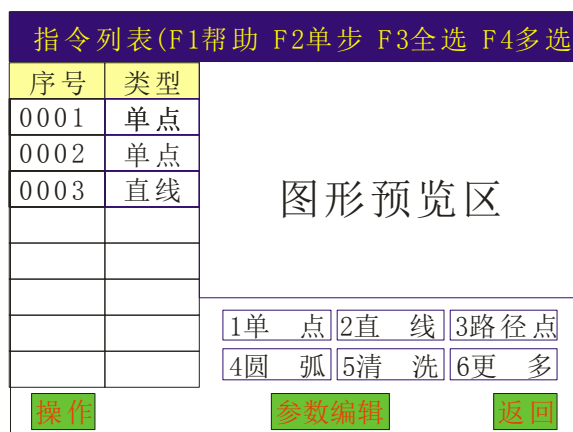 指令列表(F1帮助 F2单步 F3全选 F4多选
序号 类型
0001 单点
0002 单点
0003 直线
图形预览区
1单 点 2直 线 3路径点
4圆 弧 5清 洗 6更 多
操作 参数编辑 返回